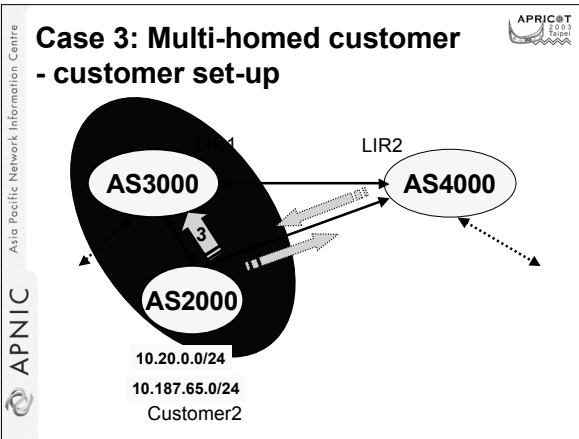 Case 3: Multi-homed customer
- customer set-up
APRICOT
2003
Taipei
Asia Pacific Network Information Centre
APNIC
LIR1
LIR2
AS3000
AS4000
3
AS2000
10.20.0.0/24
10.187.65.0/24
Customer2